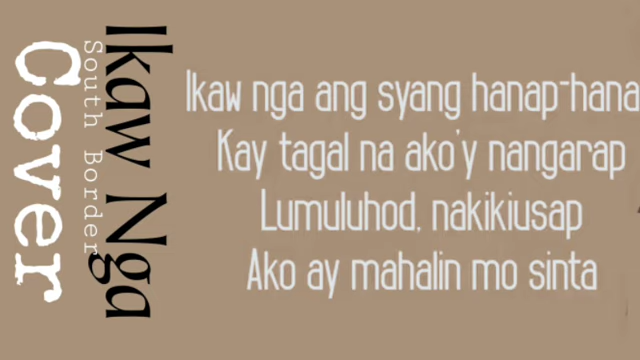 Ikaw Nga
South Border
Cover
Ikaw nga ang syang hanap-hana
Kay tagal na ako'y nangarap
Lumuluhod, nakikiusap
Ako ay mahalin mo sinta